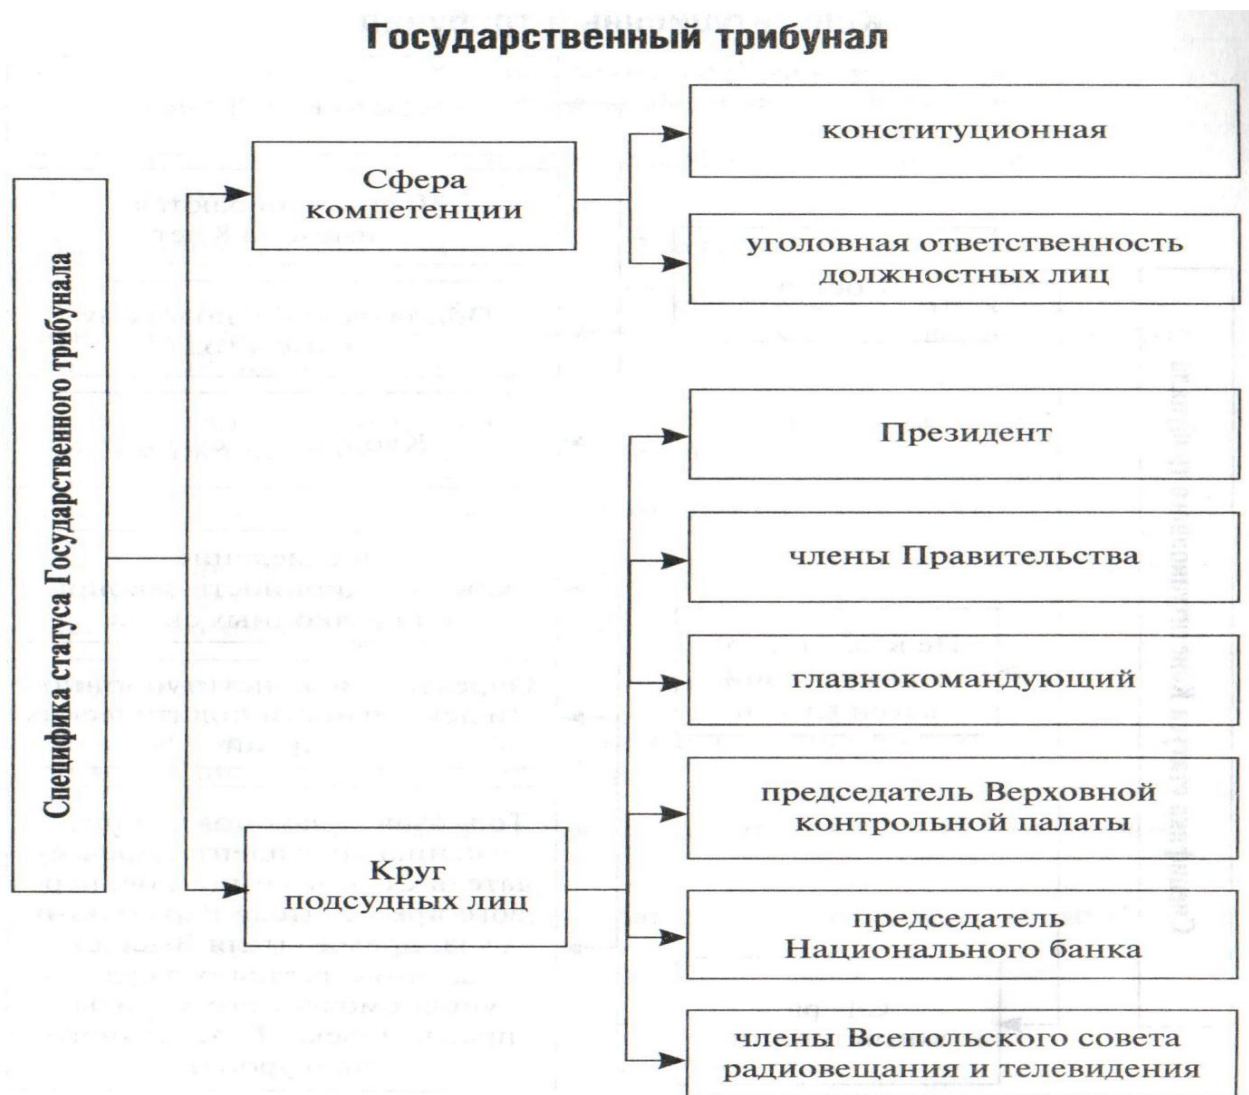 Государственный трибунал
Специфика статуса Государственного трибунала
Сфера
компетенции
конституционная
уголовная ответственность
должностных лиц
Круг
подсудных лиц
Президент
члены Правительства
главнокомандующий
председатель Верховной
контрольной палаты
председатель
Национального банка
члены Всепольского совета
радиовещания и телевидения